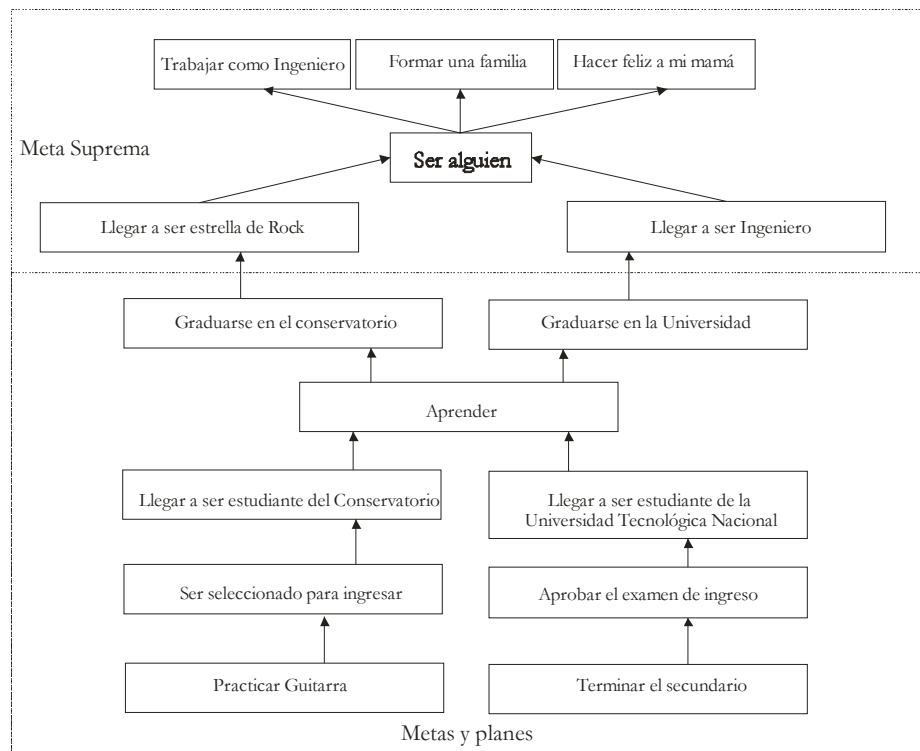 Trabajar como Ingeniero
Formar una familia
Hacer feliz a mi mamá
Meta Suprema
Ser alguien
Llegar a ser estrella de Rock
Llegar a ser Ingeniero
Graduarse en el conservatorio
Graduarse en la Universidad
Aprender
Llegar a ser estudiante del Conservatorio
Llegar a ser estudiante de la
Universidad Tecnológica Nacional
Ser seleccionado para ingresar
Aprobar el examen de ingreso
Practicar Guitarra
Terminar el secundario
Metas y planes